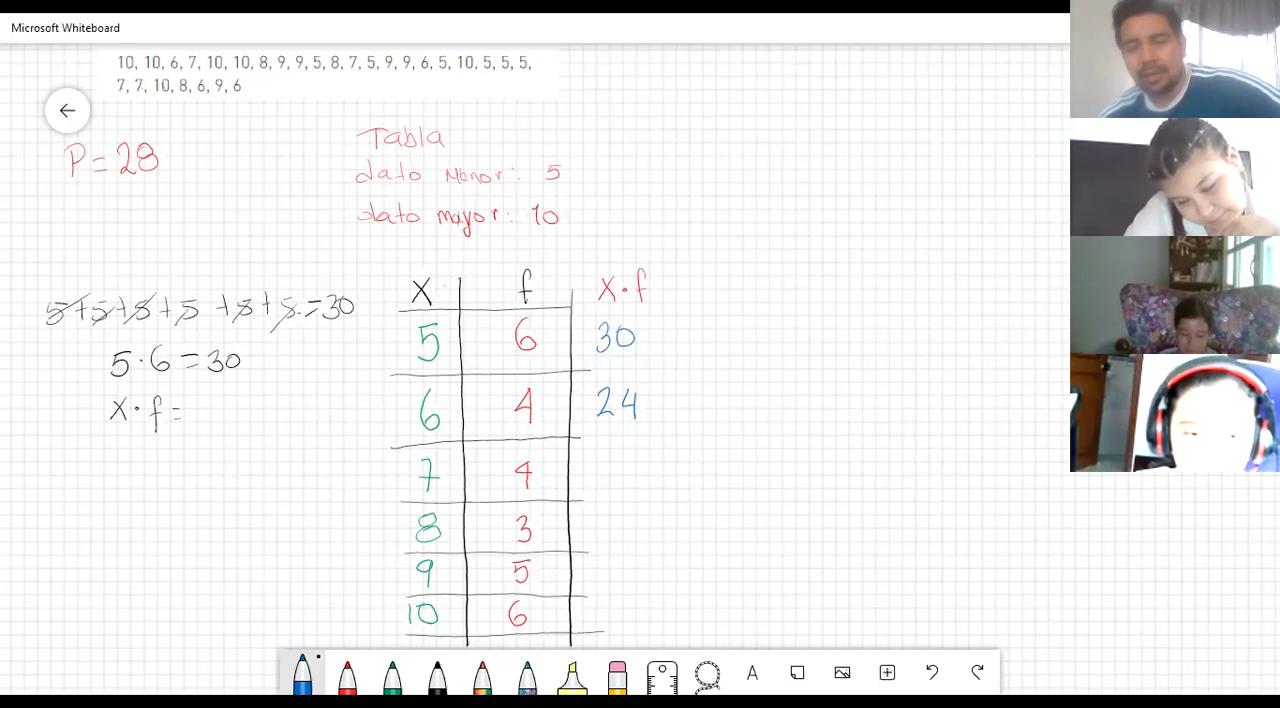 Microsoft Whiteboard
10, 10, 6, 7, 10, 10, 8, 9, 9, 5, 8, 7, 5, 9, 9, 6, 5, 10, 5, 5, 5,
7, 7, 10, 8, 6, 9, 6
P = 28
Tabla
dato Menor: 5
dato mayor: 10
5+5+5+5+5+5.=30
5·6=30
x·f=
X f X·f
5 6 30
6 4 24
7 4
8 3
9 5
10 6
A